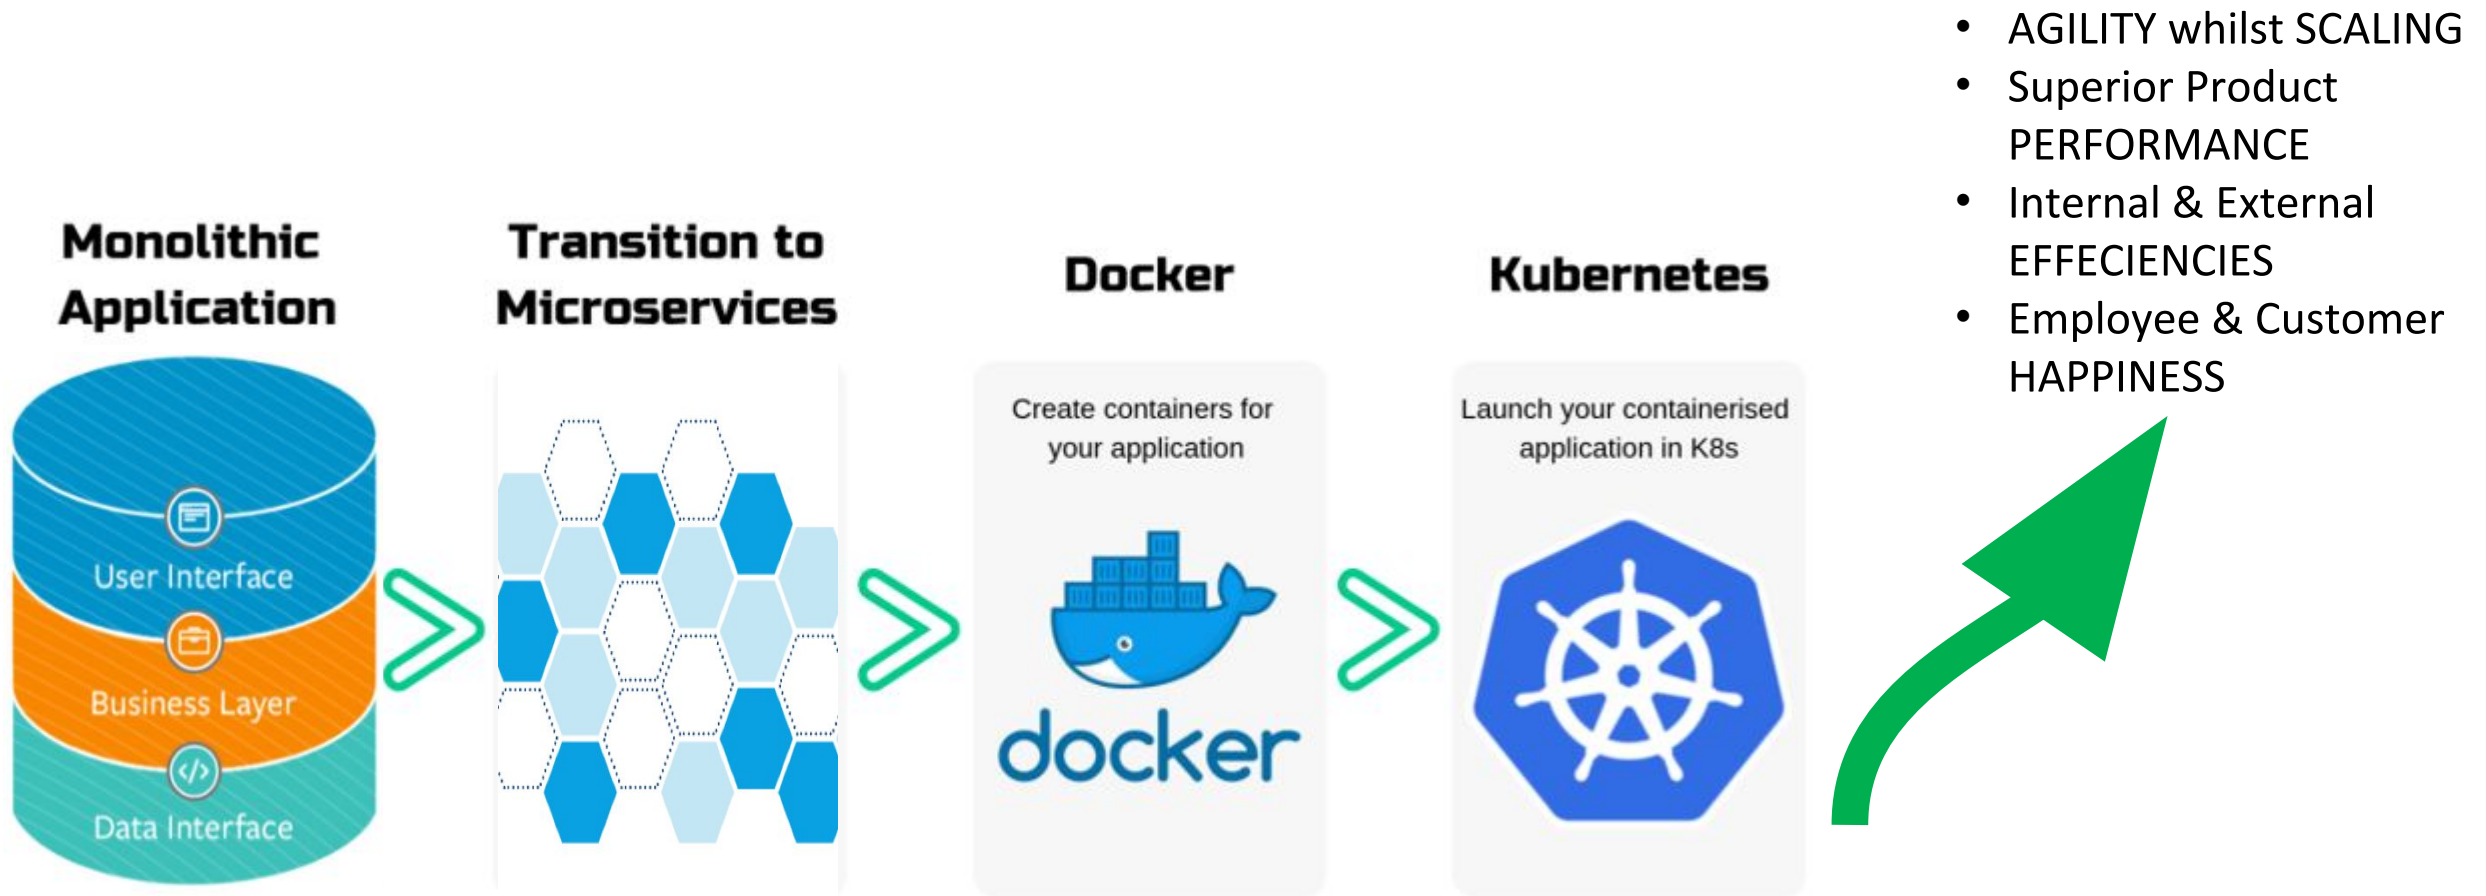 Monolithic
Application
User Interface
Business Layer
Data Interface
Transition to
Microservices
Docker
Create containers for
your application
docker
Kubernetes
Launch your containerised
application in K8s
• AGILITY whilst SCALING
• Superior Product
PERFORMANCE
• Internal & External
EFFECIENCIES
• Employee & Customer
HAPPINESS